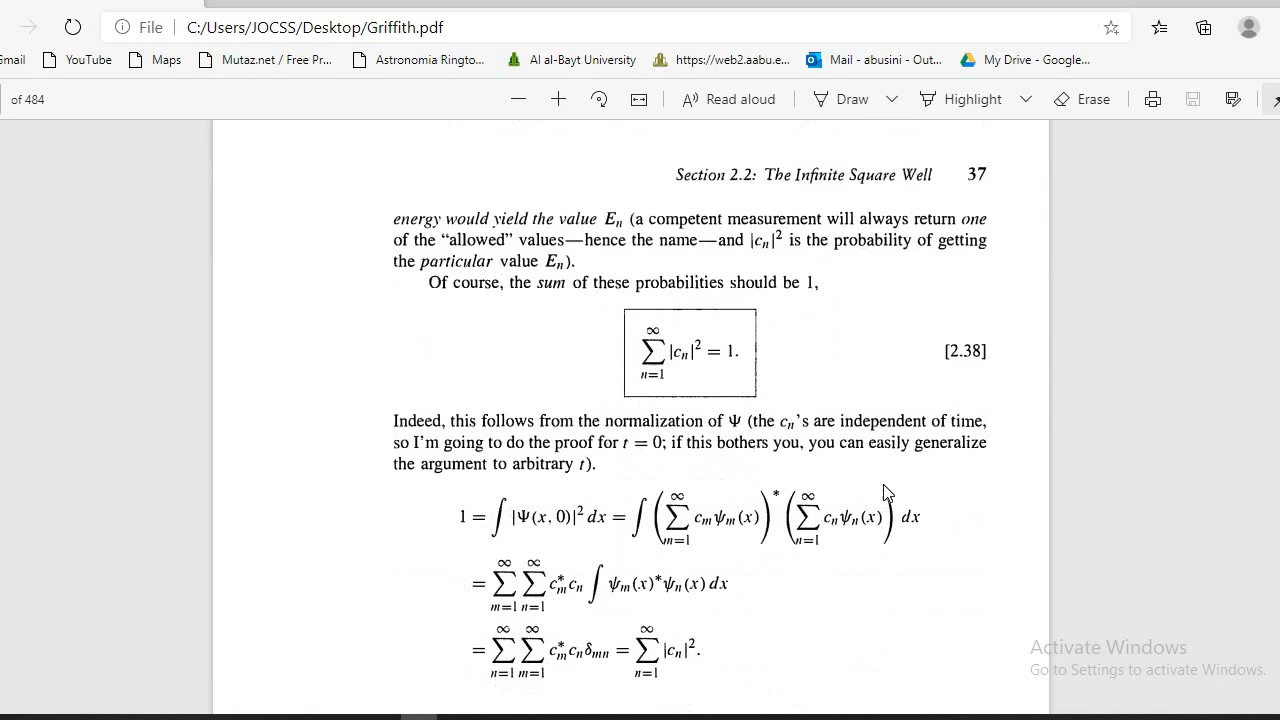 File C:/Users/JOCSS/Desktop/Griffith.pdf
Gmail YouTube Maps Mutaz.net / Free Pr... Astronomia Ringto... Al al-Bayt University https://web2.aabu.e... Mail - abusini - Out... My Drive - Google...
of 484 Read aloud Draw Highlight Erase
Section 2.2: The Infinite Square Well 37
energy would yield the value Eₙ (a competent measurement will always return one
of the “allowed” values—hence the name—and |cₙ|² is the probability of getting
the particular value Eₙ).
Of course, the sum of these probabilities should be 1,
∑_{n=1}^{∞} |cₙ|² = 1. [2.38]
Indeed, this follows from the normalization of Ψ (the cₙ's are independent of time,
so I'm going to do the proof for t = 0; if this bothers you, you can easily generalize
the argument to arbitrary t).
1 = ∫ |Ψ(x, 0)|² dx = ∫ (∑_{m=1}^{∞} cₘψₘ(x))* (∑_{n=1}^{∞} cₙψₙ(x)) dx
= ∑_{m=1}^{∞} ∑_{n=1}^{∞} cₘ* cₙ ∫ ψₘ(x)*ψₙ(x) dx
= ∑_{n=1}^{∞} ∑_{m=1}^{∞} cₘ* cₙ δₘₙ = ∑_{n=1}^{∞} |cₙ|².
Activate Windows
Go to Settings to activate Windows.